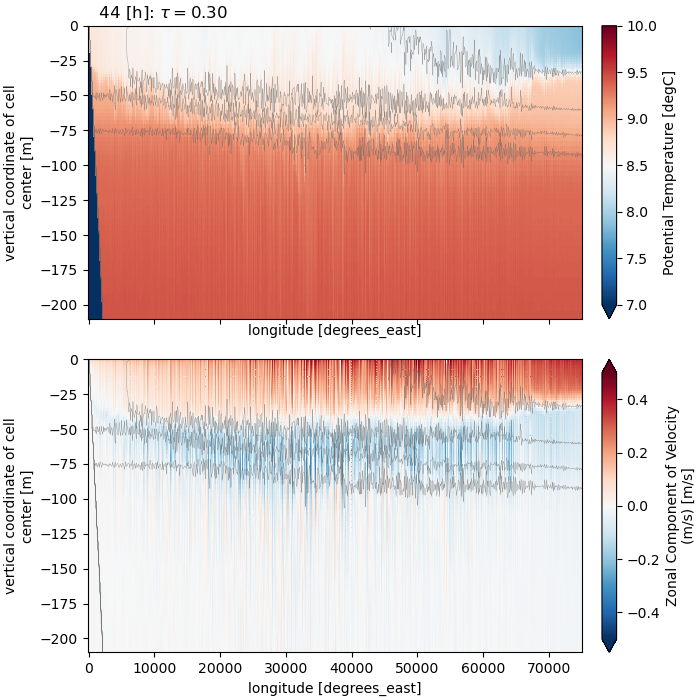 44 [h]: τ = 0.30
0
−25
−50
−75
−100
−125
−150
−175
−200
vertical coordinate of cell
center [m]
longitude [degrees_east]
10.0
9.5
9.0
8.5
8.0
7.5
7.0
Potential Temperature [degC]
0
−25
−50
−75
−100
−125
−150
−175
−200
vertical coordinate of cell
center [m]
0 10000 20000 30000 40000 50000 60000 70000
longitude [degrees_east]
0.4
0.2
0.0
−0.2
−0.4
Zonal Component of Velocity
(m/s) [m/s]